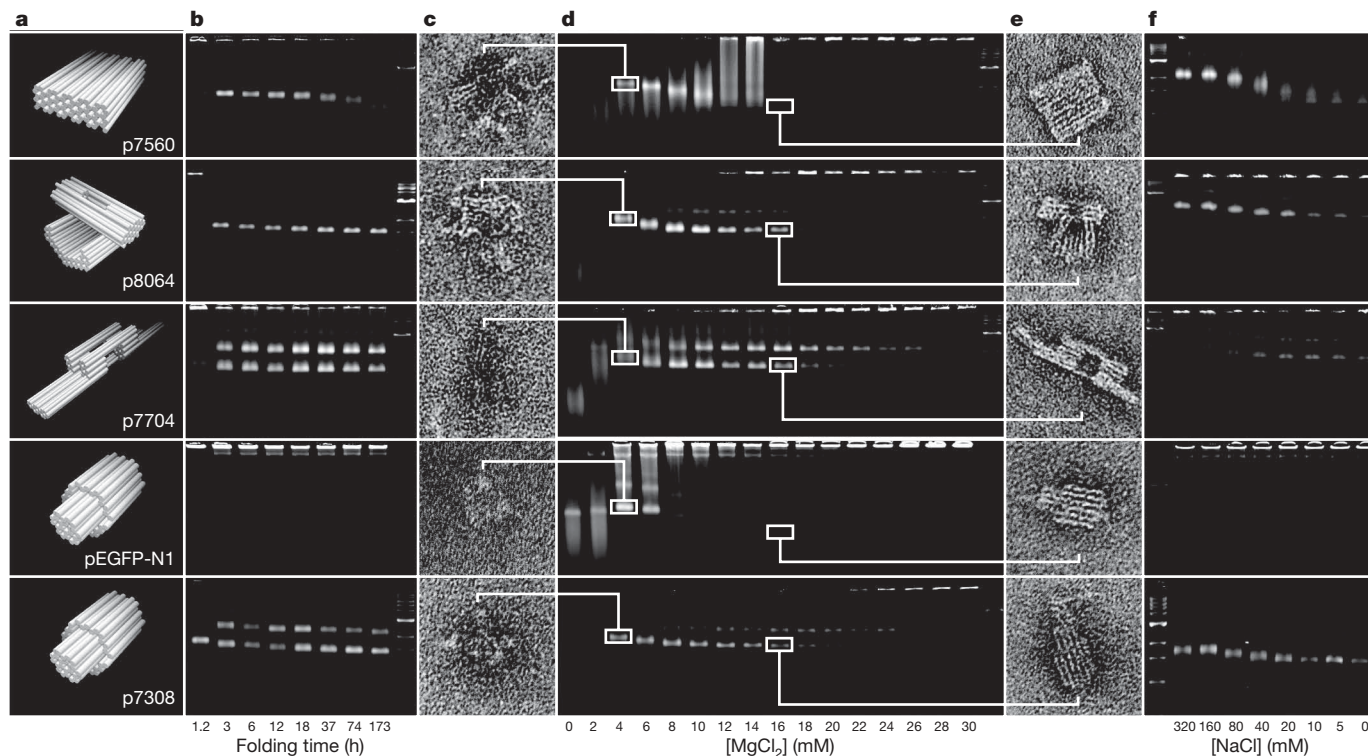 a b c d e f
p7560
p8064
p7704
pEGFP-N1
p7308
1.2 3 6 12 18 37 74 173
Folding time (h)
0 2 4 6 8 10 12 14 16 18 20 22 24 26 28 30
[MgCl₂] (mM)
320 160 80 40 20 10 5 0
[NaCl] (mM)